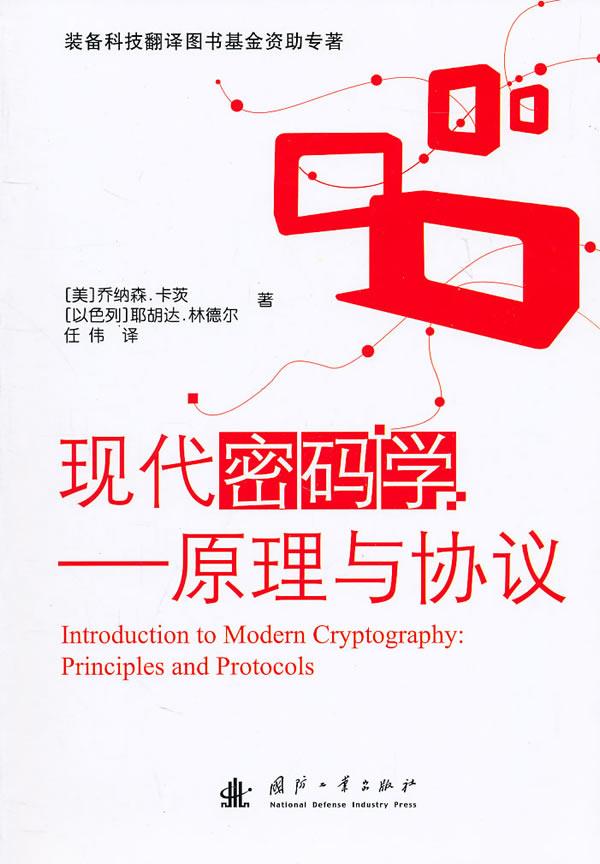 装备科技翻译图书基金资助专著
[美]乔纳森.卡茨
[以色列]耶胡达.林德尔 著
任 伟 译
现代密码学
——原理与协议
Introduction to Modern Cryptography:
Principles and Protocols
国防工业出版社
National Defense Industry Press